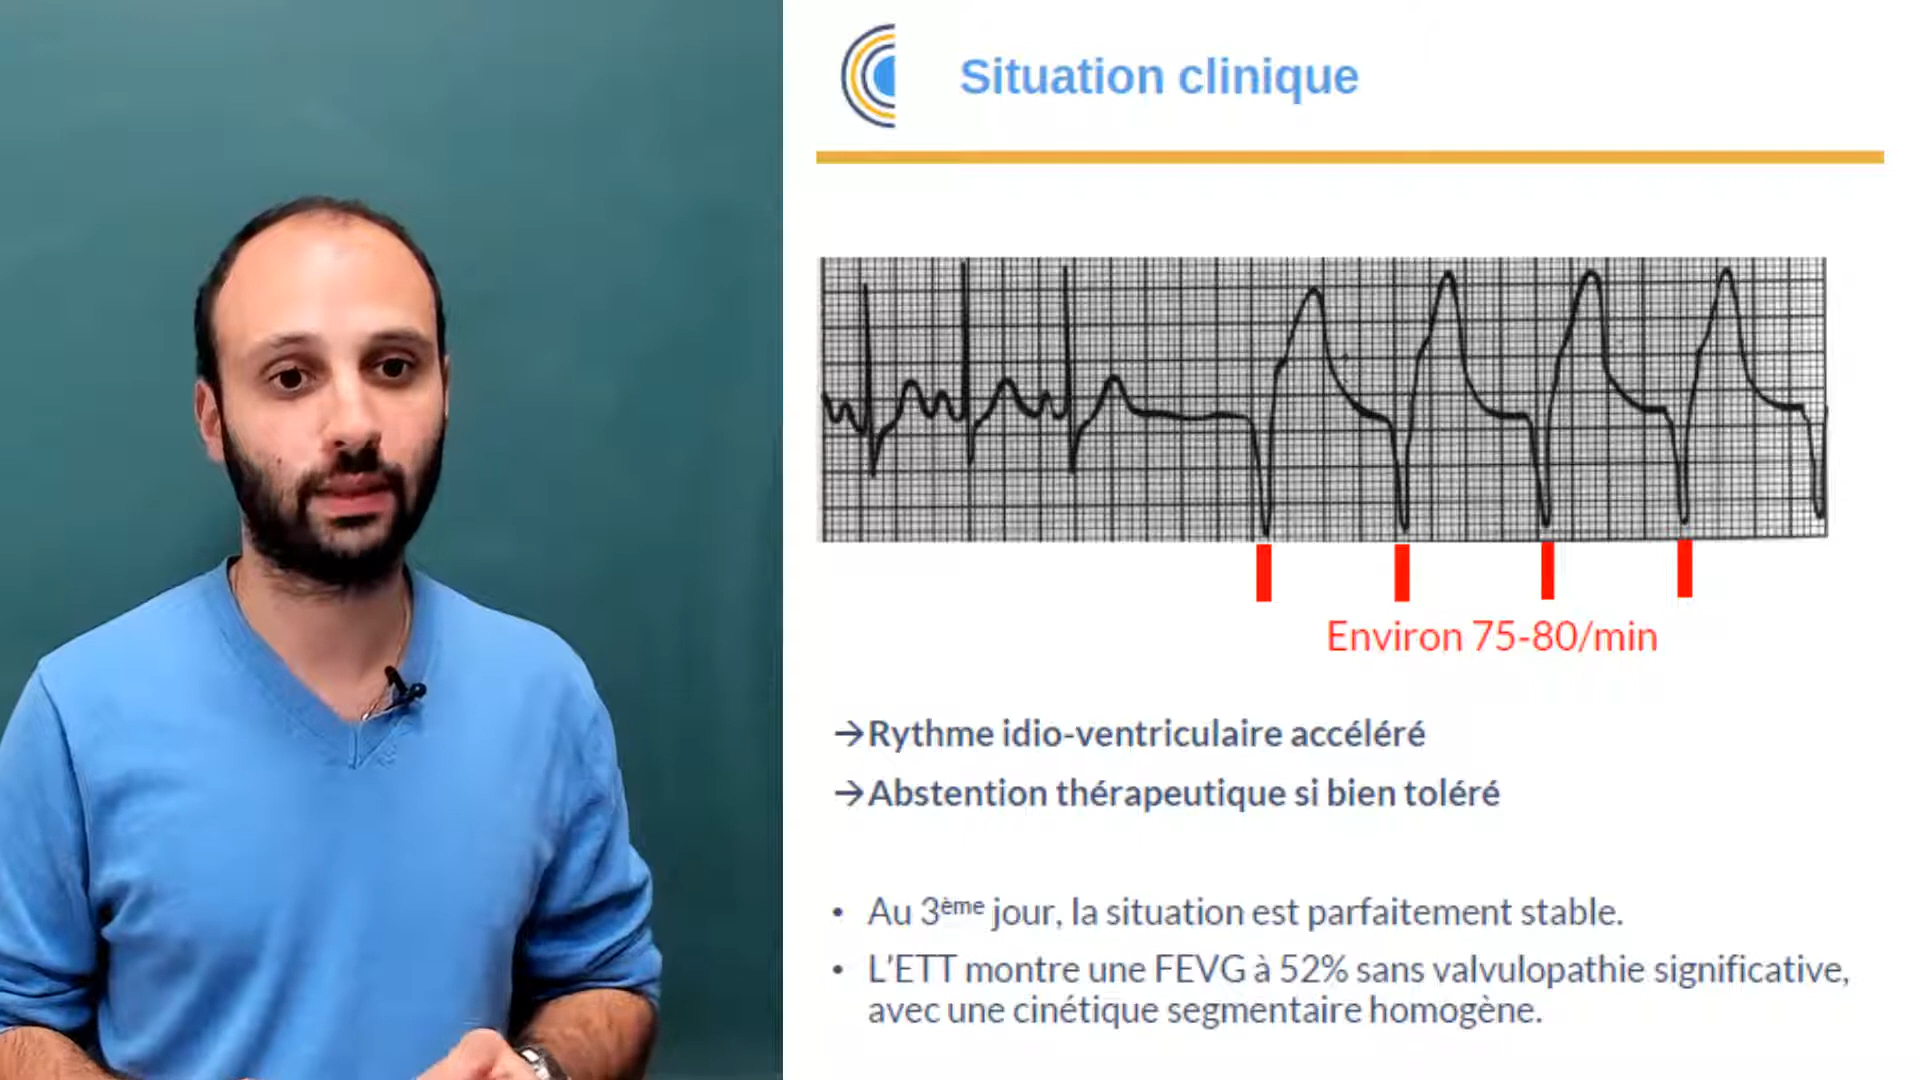 Situation clinique
Environ 75-80/min
→Rythme idio-ventriculaire accéléré
→Abstention thérapeutique si bien toléré
• Au 3ème jour, la situation est parfaitement stable.
• L'ETT montre une FEVG à 52% sans valvulopathie significative,
avec une cinétique segmentaire homogène.